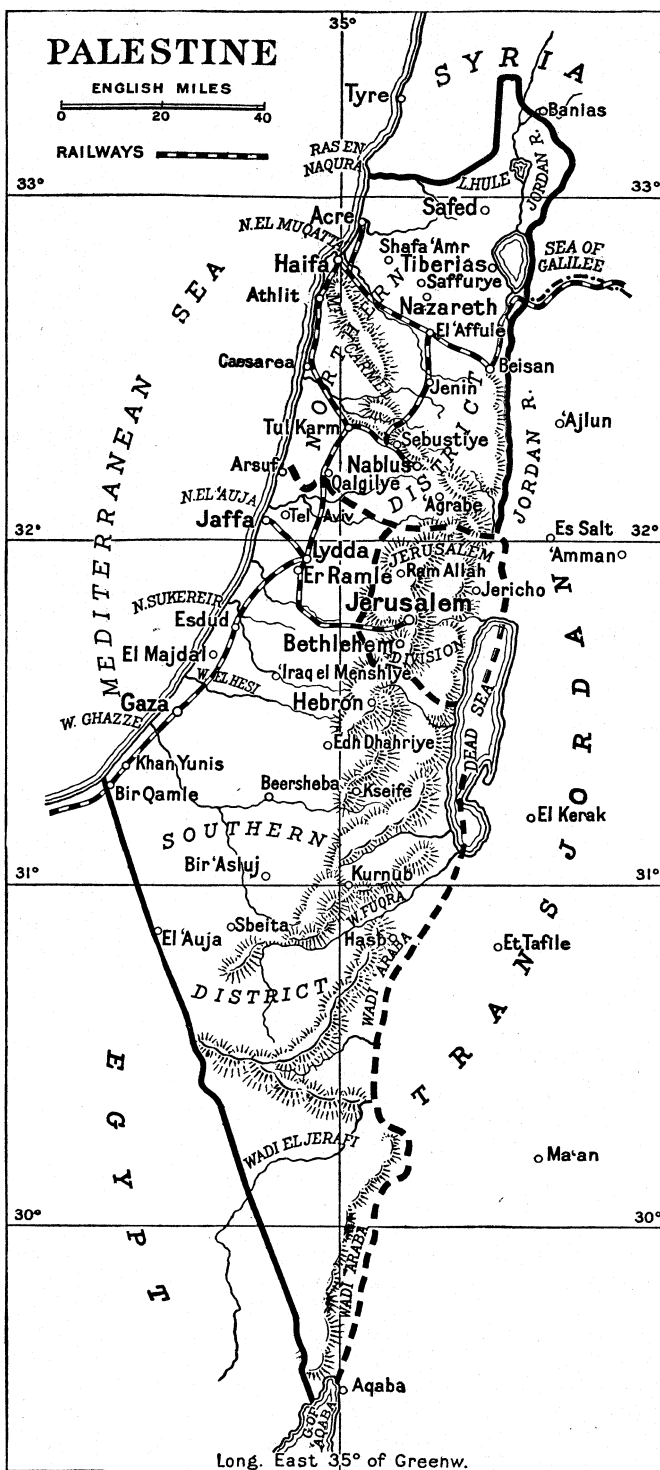 35°
PALESTINE
ENGLISH MILES
0 20 40
RAILWAYS
SYRIA
Tyre
Banias
RAS EN
NAQURA
JORDAN R.
L.HULE
33° 33°
Safed
Acre
N.EL MUQATTA
Shafa 'Amr
Haifa
Tiberias
SEA OF
GALILEE
Saffurye
Athlit
Nazareth
El 'Affule
MT CARMEL
Caesarea
Beisan
Jenin
NORTHERN
DISTRICT
MEDITERRANEAN SEA
JORDAN R.
'Ajlun
Tul Karm
Sebustiye
Arsuf
Nablus
Qalqilye
N.EL 'AUJA
'Agrabe
Jaffa
Tel Aviv
Es Salt
32°
Lydda
JERUSALEM
'Amman
Er Ramle
Ram Allah
Jericho
N.SUKEREIR
Jerusalem
Esdud
Bethlehem
DIVISION
El Majdal
'Iraq el Menshiye
W.EL HESI
Gaza
Hebron
DEAD SEA
W. GHAZZE
Edh Dhahriye
Khan Yunis
Bir Qamle
Beersheba
Kseife
El Kerak
SOUTHERN
Bir 'Asluj
31° 31°
Kurnub
W.FUQRA
Sbeita
El 'Auja
Hasb
Et Tafile
WADI ARABA
DISTRICT
TRANSJORDAN
EGYPT
WADI EL JERAFI
Ma'an
30° 30°
WADI ARABA
Aqaba
G.OF
AQABA
Long. East 35° of Greenw.